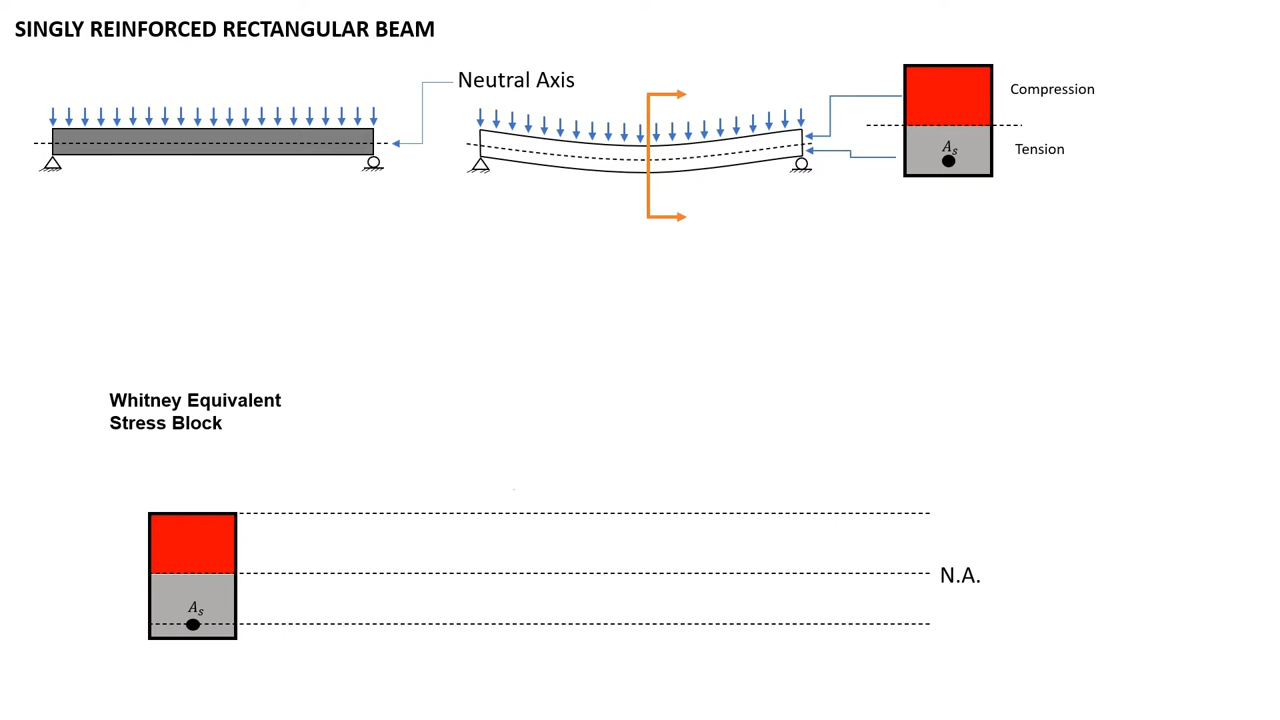 SINGLY REINFORCED RECTANGULAR BEAM
Neutral Axis
Compression
Tension
A_s
Whitney Equivalent
Stress Block
N.A.
A_s